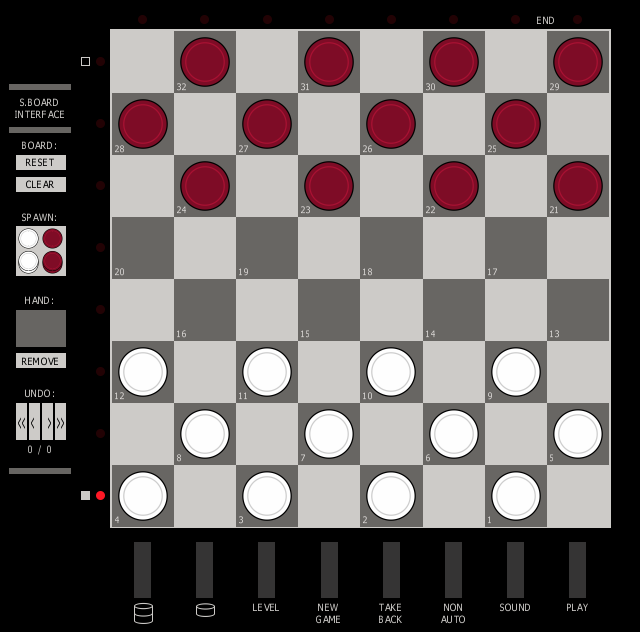 END
32 31 30 29
S.BOARD
INTERFACE
28 27 26 25
BOARD:
RESET
CLEAR
24 23 22 21
SPAWN:
20 19 18 17
HAND:
16 15 14 13
REMOVE
12 11 10 9
UNDO:
0 / 0
8 7 6 5
4 3 2 1
LEVEL
NEW
GAME
TAKE
BACK
NON
AUTO
SOUND
PLAY